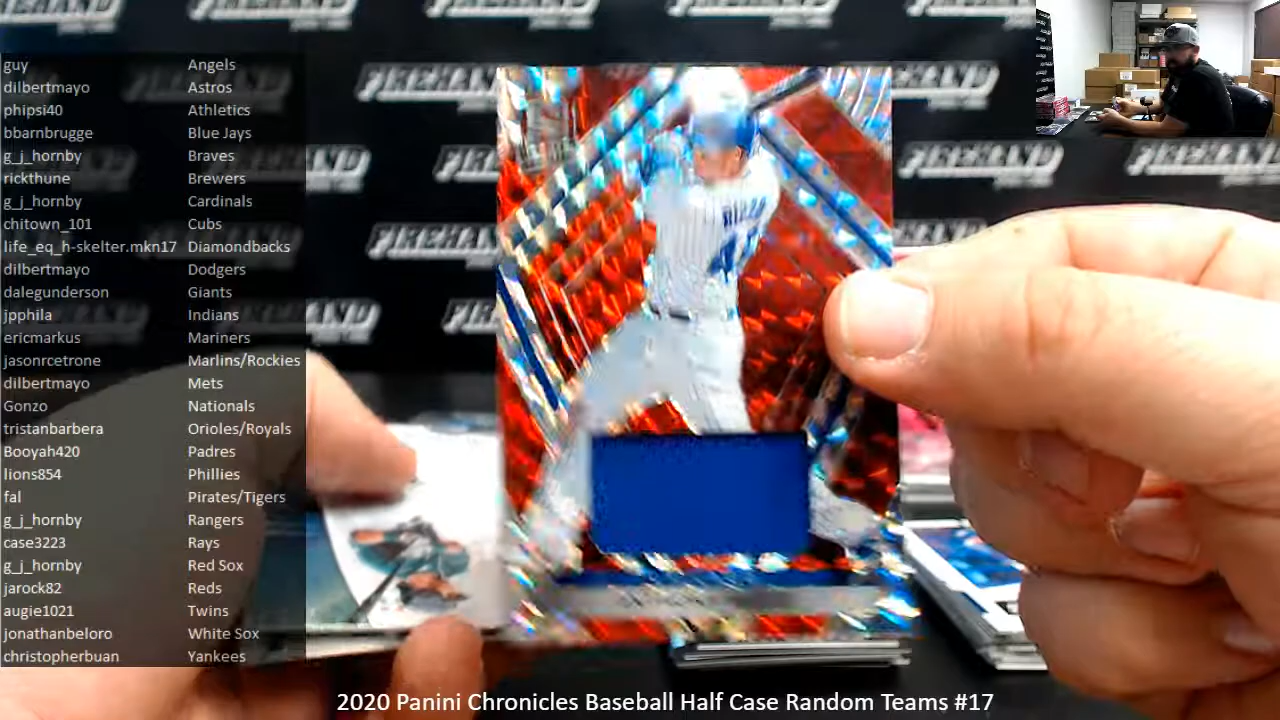 FIREHAND
guy Angels
dilbertmayo Astros
phipsi40 Athletics
bbarnbrugge Blue Jays
g_j_hornby Braves
rickthune Brewers
g_j_hornby Cardinals
chitown_101 Cubs
life_eq_h-skelter.mkn17 Diamondbacks
dilbertmayo Dodgers
dalegunderson Giants
jpphila Indians
ericmarkus Mariners
jasonrcetrone Marlins/Rockies
dilbertmayo Mets
Gonzo Nationals
tristanbarbera Orioles/Royals
Booyah420 Padres
lions854 Phillies
fal Pirates/Tigers
g_j_hornby Rangers
case3223 Rays
g_j_hornby Red Sox
jarock82 Reds
augie1021 Twins
jonathanbeloro White Sox
christopherbuan Yankees
2020 Panini Chronicles Baseball Half Case Random Teams #17